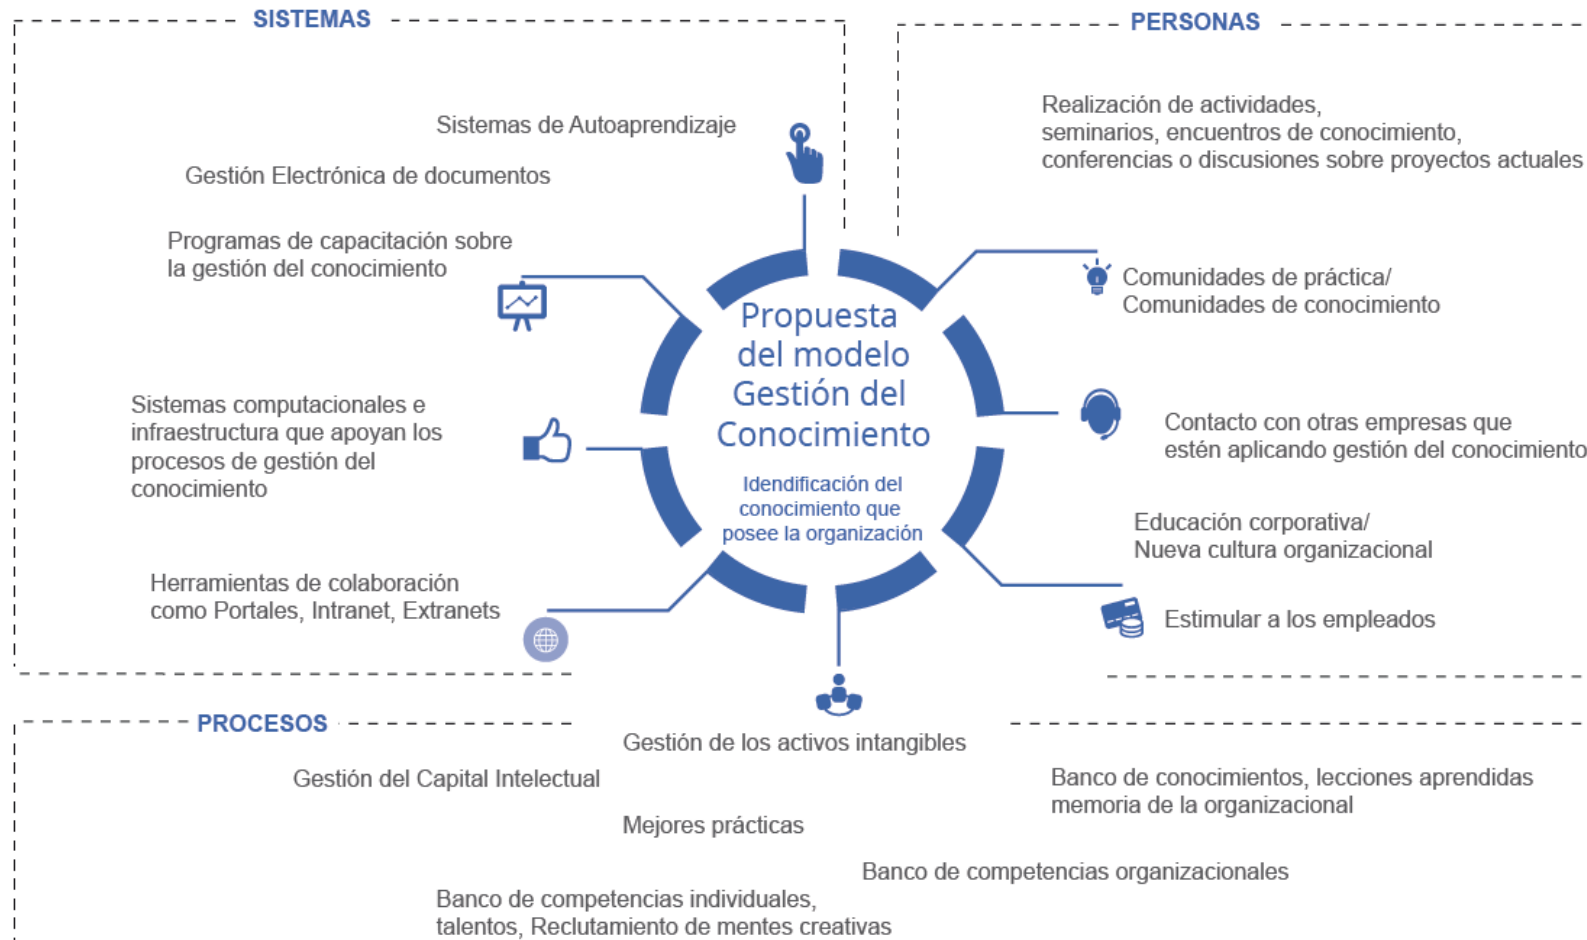 SISTEMAS
Sistemas de Autoaprendizaje
Gestión Electrónica de documentos
Programas de capacitación sobre
la gestión del conocimiento
Sistemas computacionales e
infraestructura que apoyan los
procesos de gestión del
conocimiento
Herramientas de colaboración
como Portales, Intranet, Extranets
Propuesta
del modelo
Gestión del
Conocimiento
Idendificación del
conocimiento que
posee la organización
PERSONAS
Realización de actividades,
seminarios, encuentros de conocimiento,
conferencias o discusiones sobre proyectos actuales
Comunidades de práctica/
Comunidades de conocimiento
Contacto con otras empresas que
estén aplicando gestión del conocimiento
Educación corporativa/
Nueva cultura organizacional
Estimular a los empleados
PROCESOS
Gestión de los activos intangibles
Gestión del Capital Intelectual
Banco de conocimientos, lecciones aprendidas
memoria de la organizacional
Mejores prácticas
Banco de competencias organizacionales
Banco de competencias individuales,
talentos, Reclutamiento de mentes creativas